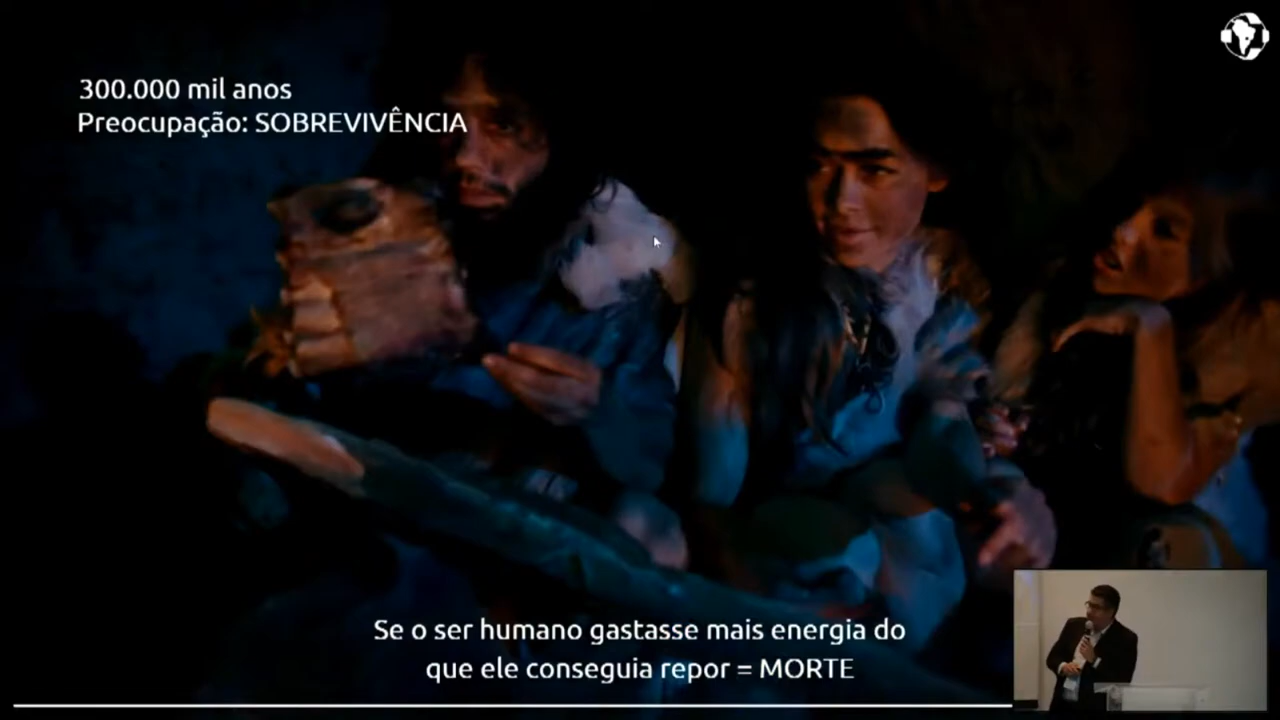 300.000 mil anos
Preocupação: SOBREVIVÊNCIA
Se o ser humano gastasse mais energia do
que ele conseguia repor = MORTE